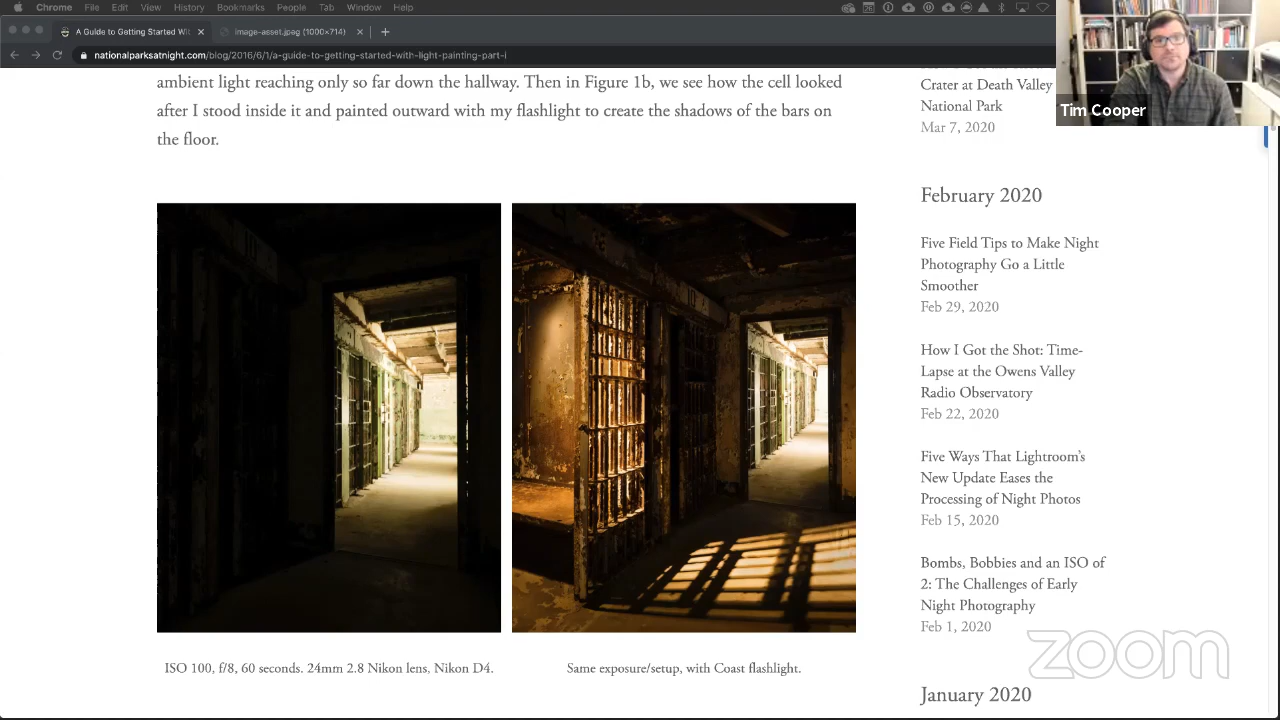 Chrome File Edit View History Bookmarks People Tab Window Help
A Guide to Getting Started Wit
image-asset.jpeg (1000×714)
nationalparksatnight.com/blog/2016/6/1/a-guide-to-getting-started-with-light-painting-part-i
Tim Cooper
ambient light reaching only so far down the hallway. Then in Figure 1b, we see how the cell looked
after I stood inside it and painted outward with my flashlight to create the shadows of the bars on
the floor.
ISO 100, f/8, 60 seconds. 24mm 2.8 Nikon lens, Nikon D4.
Same exposure/setup, with Coast flashlight.
Crater at Death Valley
National Park
Mar 7, 2020
February 2020
Five Field Tips to Make Night
Photography Go a Little
Smoother
Feb 29, 2020
How I Got the Shot: Time-
Lapse at the Owens Valley
Radio Observatory
Feb 22, 2020
Five Ways That Lightroom's
New Update Eases the
Processing of Night Photos
Feb 15, 2020
Bombs, Bobbies and an ISO of
2: The Challenges of Early
Night Photography
Feb 1, 2020
January 2020
zoom